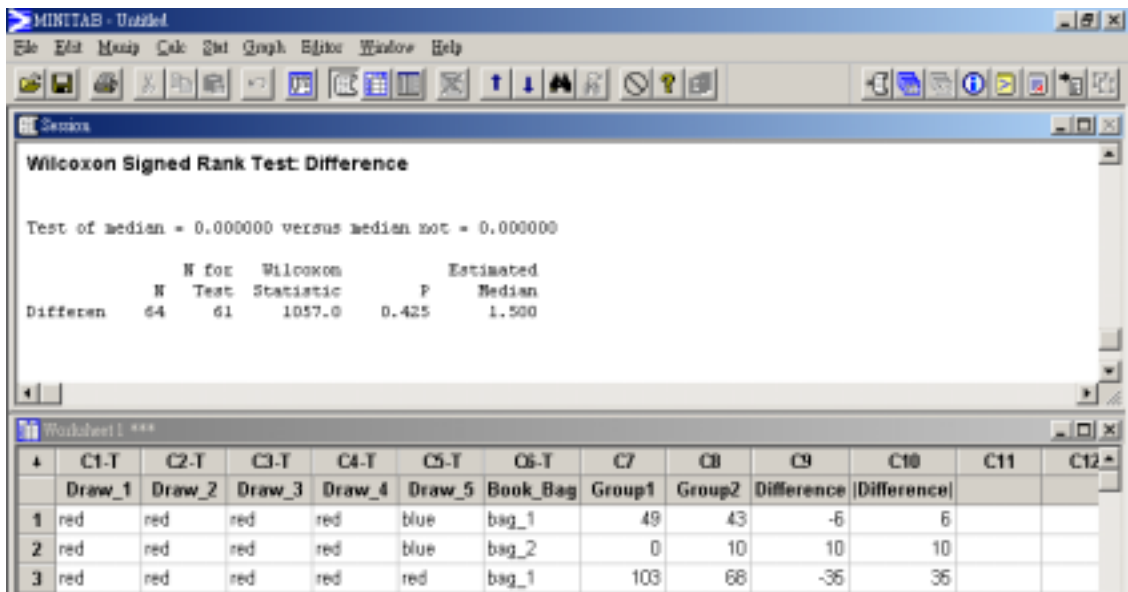 MINITAB - Untitled
File Edit Manip Calc Stat Graph Editor Window Help
Session
Wilcoxon Signed Rank Test: Difference
Test of median = 0.000000 versus median not = 0.000000
N for Wilcoxon Estimated
N Test Statistic P Median
Differen 64 61 1057.0 0.425 1.500
Worksheet 1 ***
C1-T C2-T C3-T C4-T C5-T C6-T C7 C8 C9 C10 C11 C12
Draw_1 Draw_2 Draw_3 Draw_4 Draw_5 Book_Bag Group1 Group2 Difference |Difference|
1 red red red red blue bag_1 49 43 -6 6
2 red red red red blue bag_2 0 10 10 10
3 red red red red red bag_1 103 68 -35 35